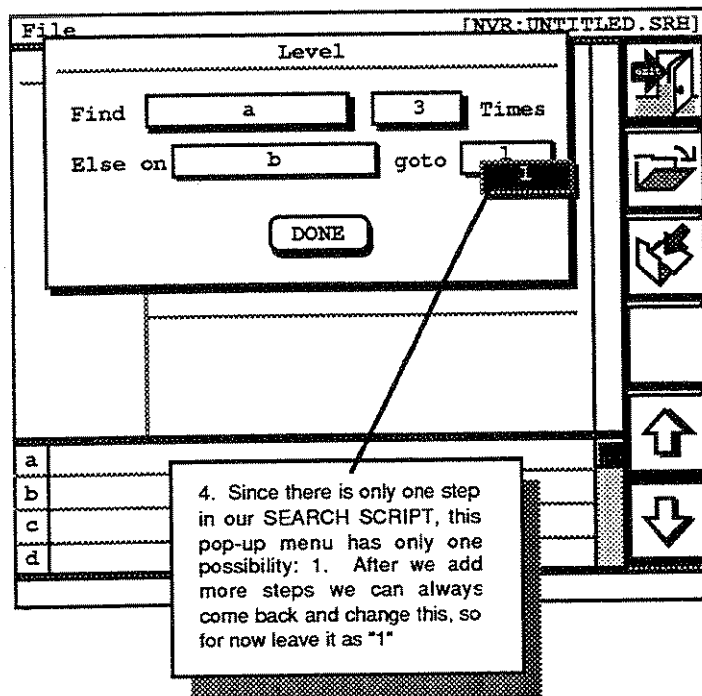 File [NVR:UNTITLED.SRH]
Level
Find a 3 Times
Else on b goto 1
1
DONE
a
b
c
d
4. Since there is only one step
in our SEARCH SCRIPT, this
pop-up menu has only one
possibility: 1. After we add
more steps we can always
come back and change this, so
for now leave it as "1"